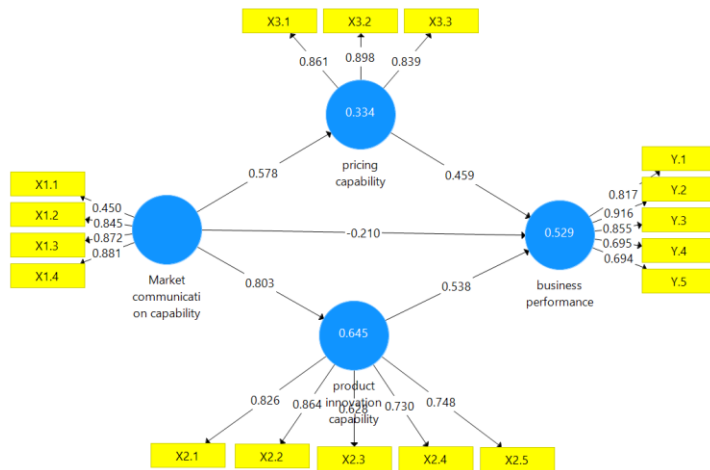 X3.1 X3.2 X3.3
0.861 0.898 0.839
0.334
pricing
capability
0.578 0.459
X1.1
X1.2
X1.3
X1.4
0.450
0.845
0.872
0.881
Market
communicati
on capability
-0.210
0.803 0.538
0.529
business
performance
0.817
0.916
0.855
0.695
0.694
Y.1
Y.2
Y.3
Y.4
Y.5
0.645
product
innovation
capability
0.826 0.864 0.628 0.730 0.748
X2.1 X2.2 X2.3 X2.4 X2.5